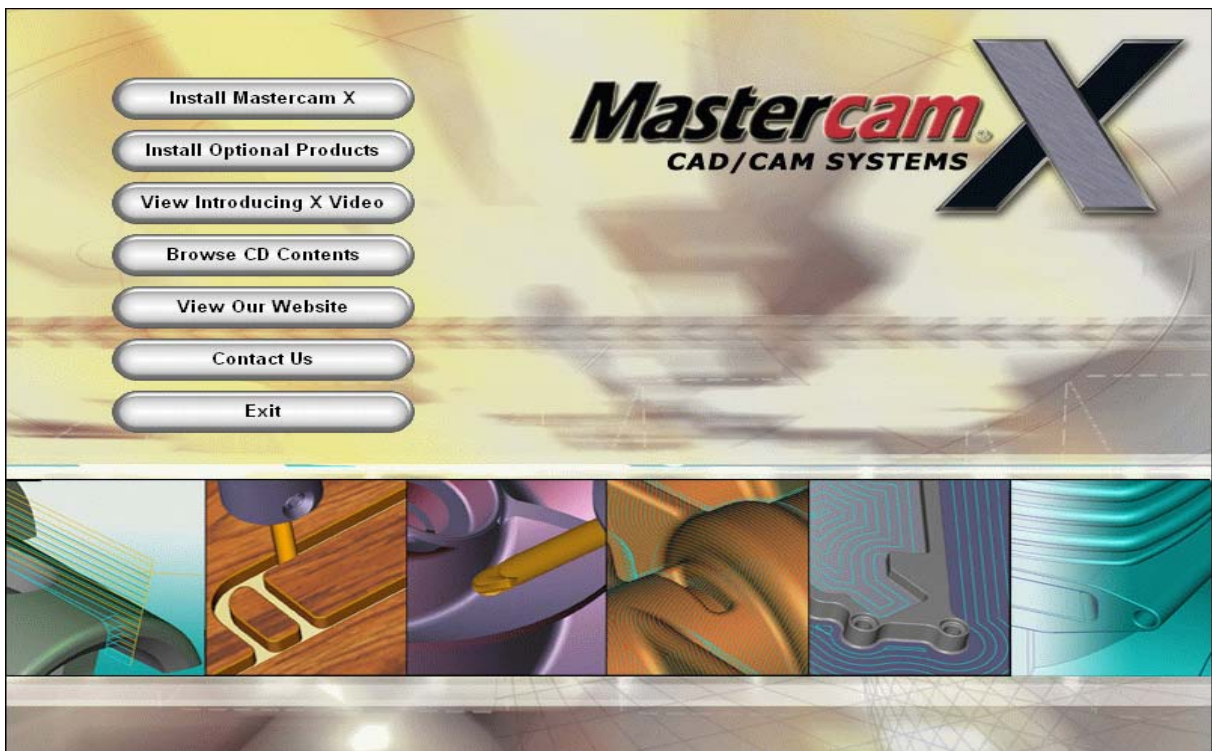 Install Mastercam X
Install Optional Products
View Introducing X Video
Browse CD Contents
View Our Website
Contact Us
Exit
Mastercam® X
CAD/CAM SYSTEMS